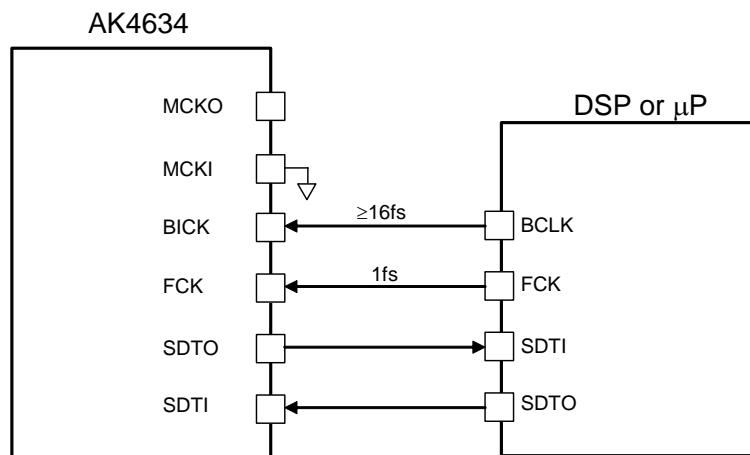 AK4634
DSP or μP
MCKO
MCKI
BICK
≥16fs
BCLK
FCK
1fs
FCK
SDTO
SDTI
SDTI
SDTO